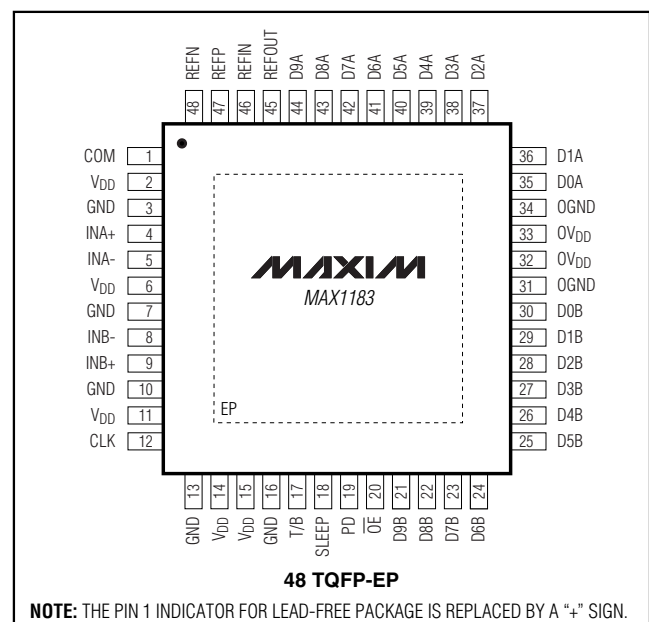 REFN REFP REFIN REFOUT D9A D8A D7A D6A D5A D4A D3A D2A
48 47 46 45 44 43 42 41 40 39 38 37
COM 1
VDD 2
GND 3
INA+ 4
INA- 5
VDD 6
GND 7
INB- 8
INB+ 9
GND 10
VDD 11
CLK 12
MAXIM
MAX1183
EP
36 D1A
35 D0A
34 OGND
33 OVDD
32 OVDD
31 OGND
30 D0B
29 D1B
28 D2B
27 D3B
26 D4B
25 D5B
13 14 15 16 17 18 19 20 21 22 23 24
GND VDD VDD GND T/B SLEEP PD OE D9B D8B D7B D6B
48 TQFP-EP
NOTE: THE PIN 1 INDICATOR FOR LEAD-FREE PACKAGE IS REPLACED BY A “+” SIGN.